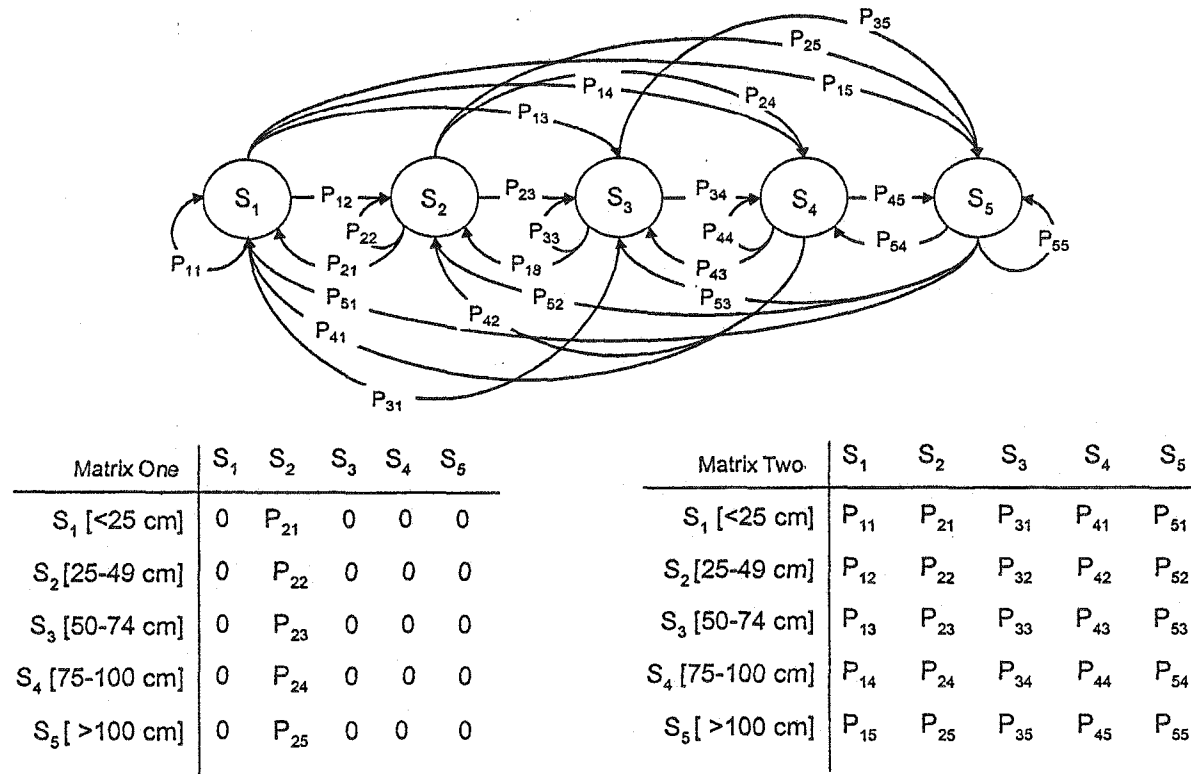 P35
P25
P14 P24 P15
P13
S1 P12 S2 P23 S3 P34 S4 P45 S5
P22 P33 P44 P54 P55
P11 P21 P18 P43
P51 P52 P53
P41 P42
P31
Matrix One S1 S2 S3 S4 S5
S1 [<25 cm] 0 P21 0 0 0
S2 [25-49 cm] 0 P22 0 0 0
S3 [50-74 cm] 0 P23 0 0 0
S4 [75-100 cm] 0 P24 0 0 0
S5 [ >100 cm] 0 P25 0 0 0
Matrix Two S1 S2 S3 S4 S5
S1 [<25 cm] P11 P21 P31 P41 P51
S2 [25-49 cm] P12 P22 P32 P42 P52
S3 [50-74 cm] P13 P23 P33 P43 P53
S4 [75-100 cm] P14 P24 P34 P44 P54
S5 [ >100 cm] P15 P25 P35 P45 P55